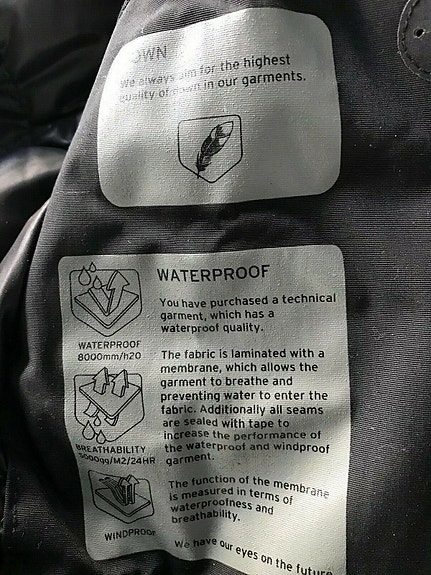 OWN
We always aim for the highest
quality of down in our garments.
WATERPROOF
You have purchased a technical
garment, which has a
waterproof quality.
WATERPROOF
8000mm/h20
The fabric is laminated with a
membrane, which allows the
garment to breathe and
preventing water to enter the
fabric. Additionally all seams
are sealed with tape to
increase the performance of
the waterproof and windproof
garment.
BREATHABILITY
5000gg/M2/24HR
The function of the membrane
is measured in terms of
waterproofness and
breathability.
WINDPROOF
We have our eyes on the future